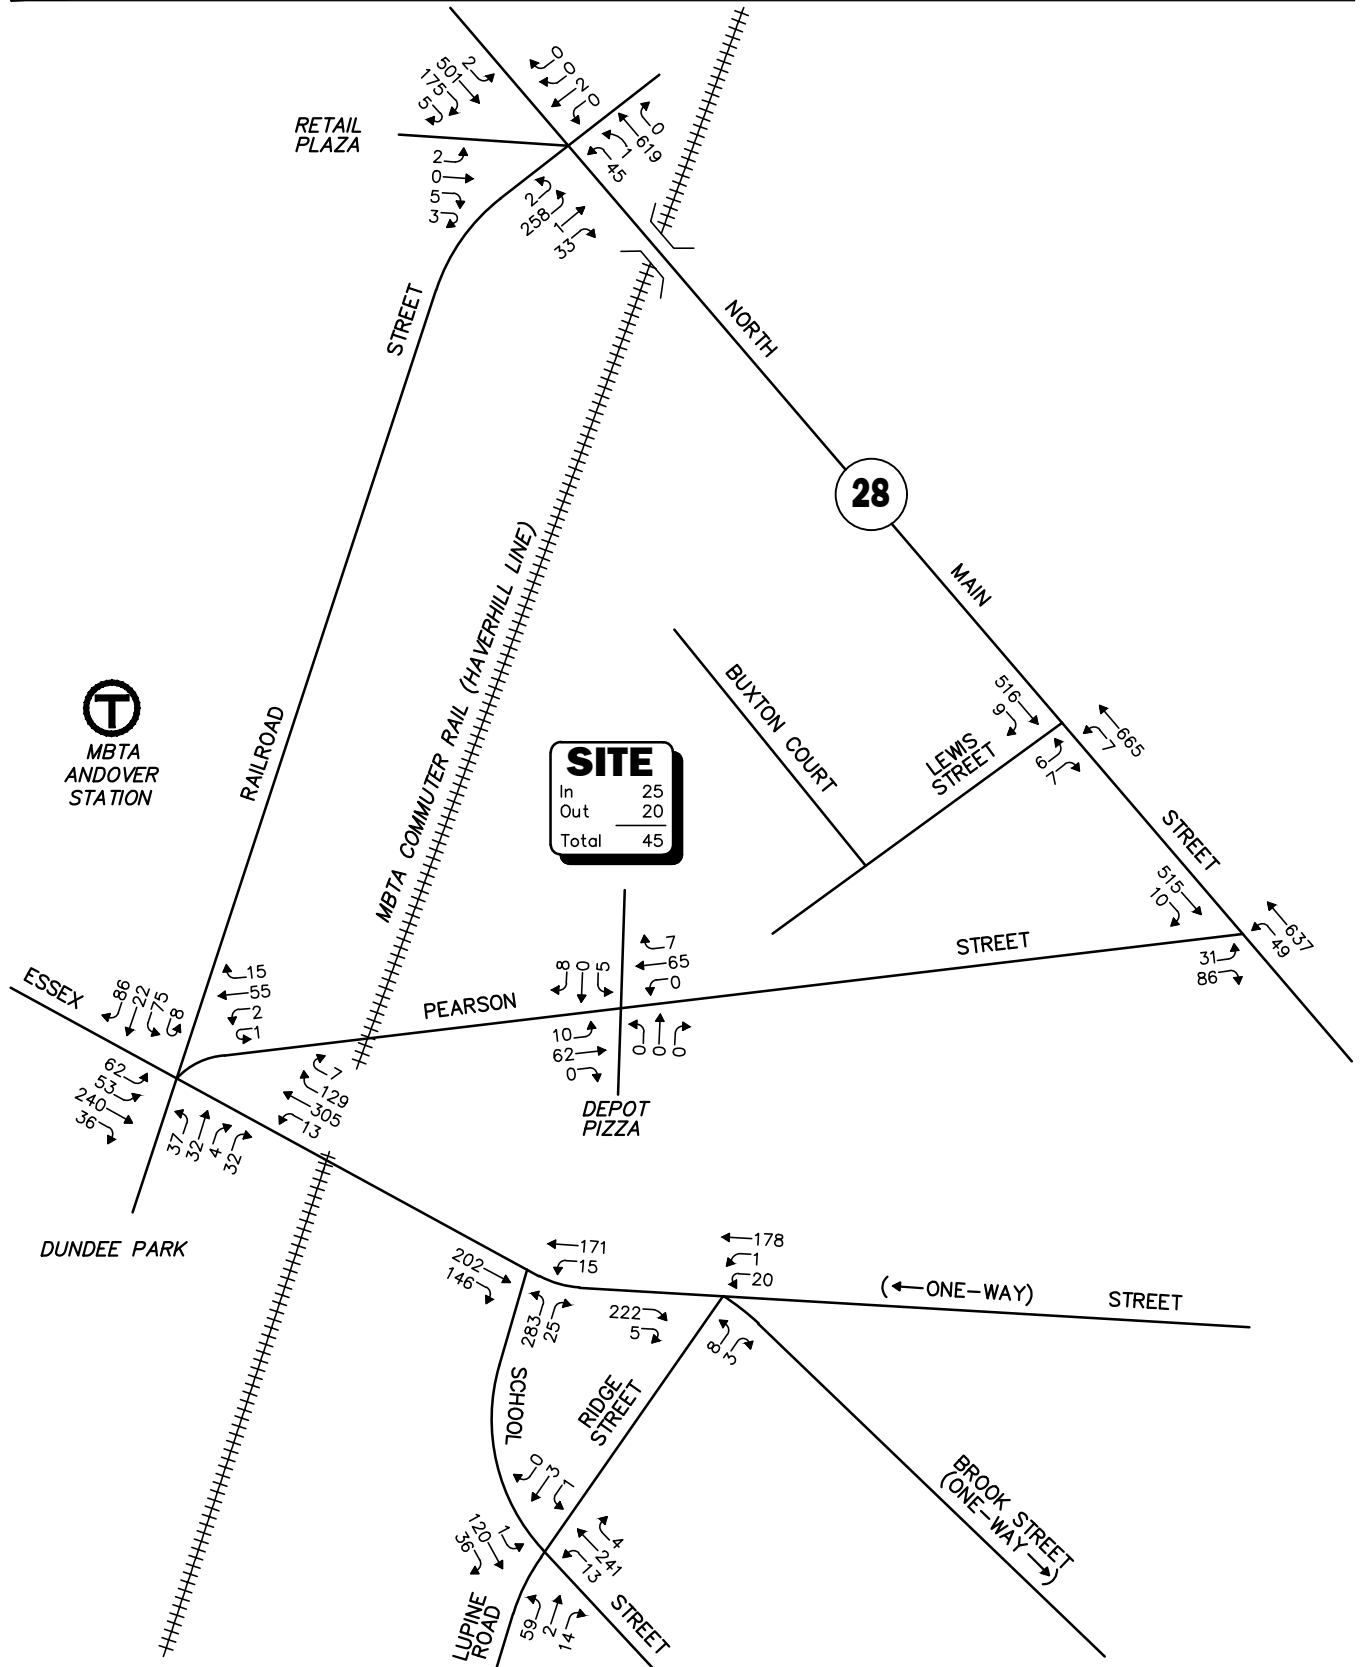 2
501
175
5
0
0
2
0
0
619
1
45
RETAIL
PLAZA
2
0
5
3
2
258
1
33
STREET
NORTH
28
MAIN
MBTA COMMUTER RAIL (HAVERHILL LINE)
BUXTON COURT
516
9
665
7
LEWIS
STREET
6
7
T
MBTA
ANDOVER
STATION
RAILROAD
SITE
In 25
Out 20
Total 45
STREET
515
10
637
49
31
86
STREET
PEARSON
8
0
5
7
65
0
10
62
0
0
0
0
DEPOT
PIZZA
ESSEX
86
22
75
8
15
55
2
1
62
53
240
36
7
129
305
13
37
32
4
32
DUNDEE PARK
202
146
171
15
283
25
178
1
20
(←ONE-WAY)
STREET
222
5
8
3
SCHOOL
RIDGE
STREET
BROOK STREET
(ONE-WAY→)
0
3
1
1
120
36
4
241
13
59
2
14
LUPINE
ROAD
STREET